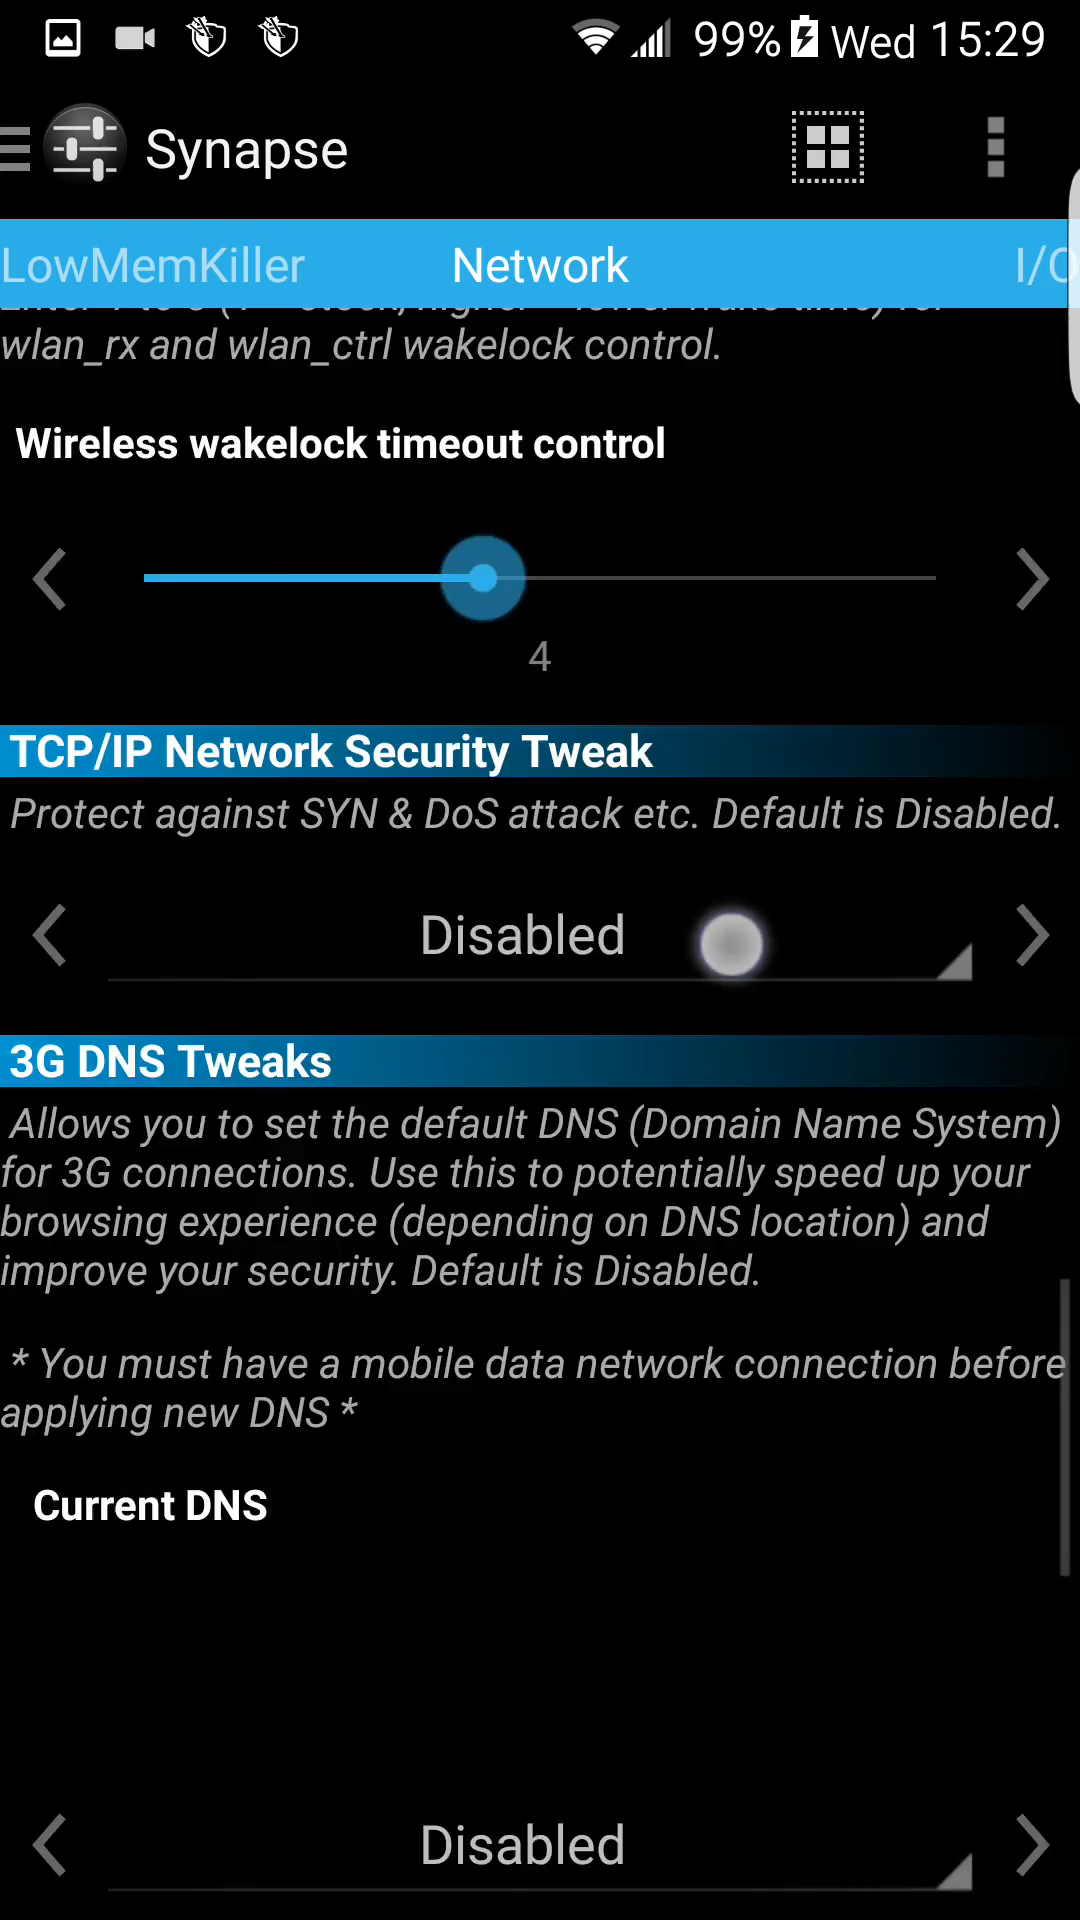 99% Wed 15:29
Synapse
LowMemKiller Network I/O
wlan_rx and wlan_ctrl wakelock control.
Wireless wakelock timeout control
4
TCP/IP Network Security Tweak
Protect against SYN & DoS attack etc. Default is Disabled.
Disabled
3G DNS Tweaks
Allows you to set the default DNS (Domain Name System)
for 3G connections. Use this to potentially speed up your
browsing experience (depending on DNS location) and
improve your security. Default is Disabled.
* You must have a mobile data network connection before
applying new DNS *
Current DNS
Disabled